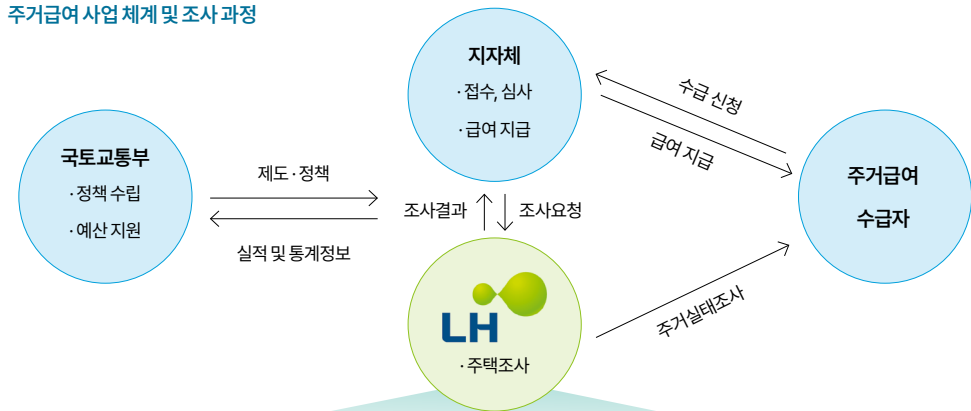 주거급여 사업 체계 및 조사 과정
지자체
· 접수, 심사
· 급여 지급
국토교통부
· 정책 수립
· 예산 지원
제도 · 정책
실적 및 통계정보
조사결과
조사요청
수급 신청
급여 지급
주거급여
수급자
LH
· 주택조사
주거실태조사